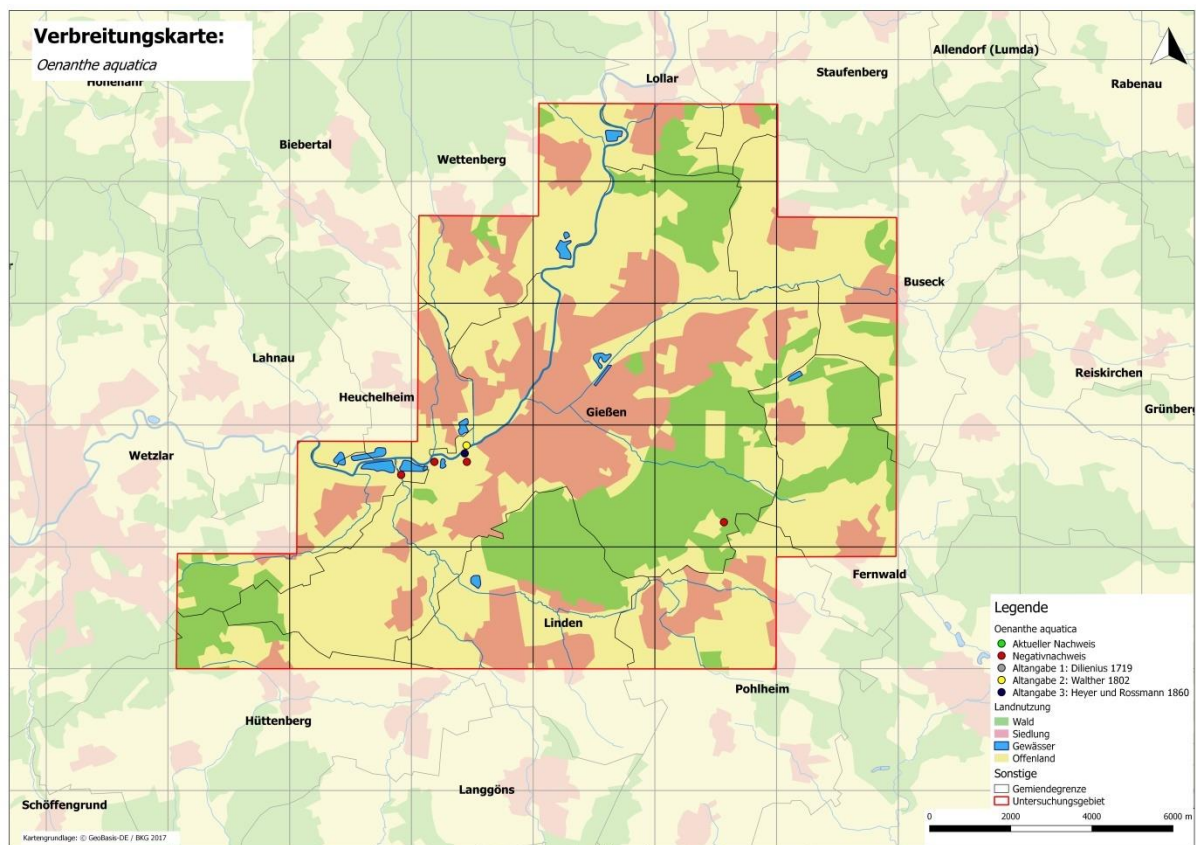 Verbreitungskarte:
Oenanthe aquatica
Hohenahr
Lollar
Allendorf (Lumda)
Staufenberg
Rabenau
Biebertal
Wettenberg
Buseck
Lahnau
Heuchelheim
Reiskirchen
Grünberg
Gießen
Wetzlar
Fernwald
Linden
Pohlheim
Hüttenberg
Langgöns
Schöffengrund
Legende
Oenanthe aquatica
Aktueller Nachweis
Negativnachweis
Altangabe 1: Dillenius 1719
Altangabe 2: Walther 1802
Altangabe 3: Heyer und Rossmann 1860
Landnutzung
Wald
Siedlung
Gewässer
Offenland
Sonstige
Gemiendegrenze
Untersuchungsgebiet
0 2000 4000 6000 m
Kartengrundlage: © GeoBasis-DE / BKG 2017